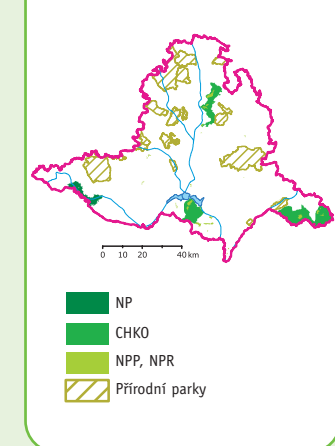 0 10 20 40 km
NP
CHKO
NPP, NPR
Přírodní parky